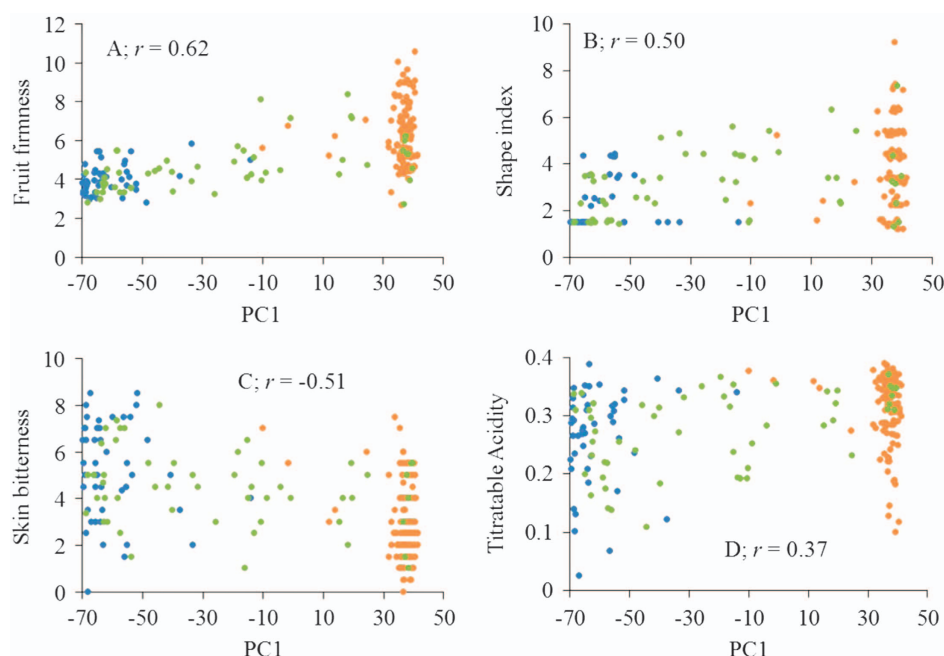 A; r = 0.62
Fruit firmness
12
10
8
6
4
2
0
-70 -50 -30 -10 10 30 50
PC1
B; r = 0.50
Shape index
10
8
6
4
2
0
-70 -50 -30 -10 10 30 50
PC1
C; r = -0.51
Skin bitterness
10
8
6
4
2
0
-70 -50 -30 -10 10 30 50
PC1
D; r = 0.37
Titratable Acidity
0.4
0.3
0.2
0.1
0
-70 -50 -30 -10 10 30 50
PC1